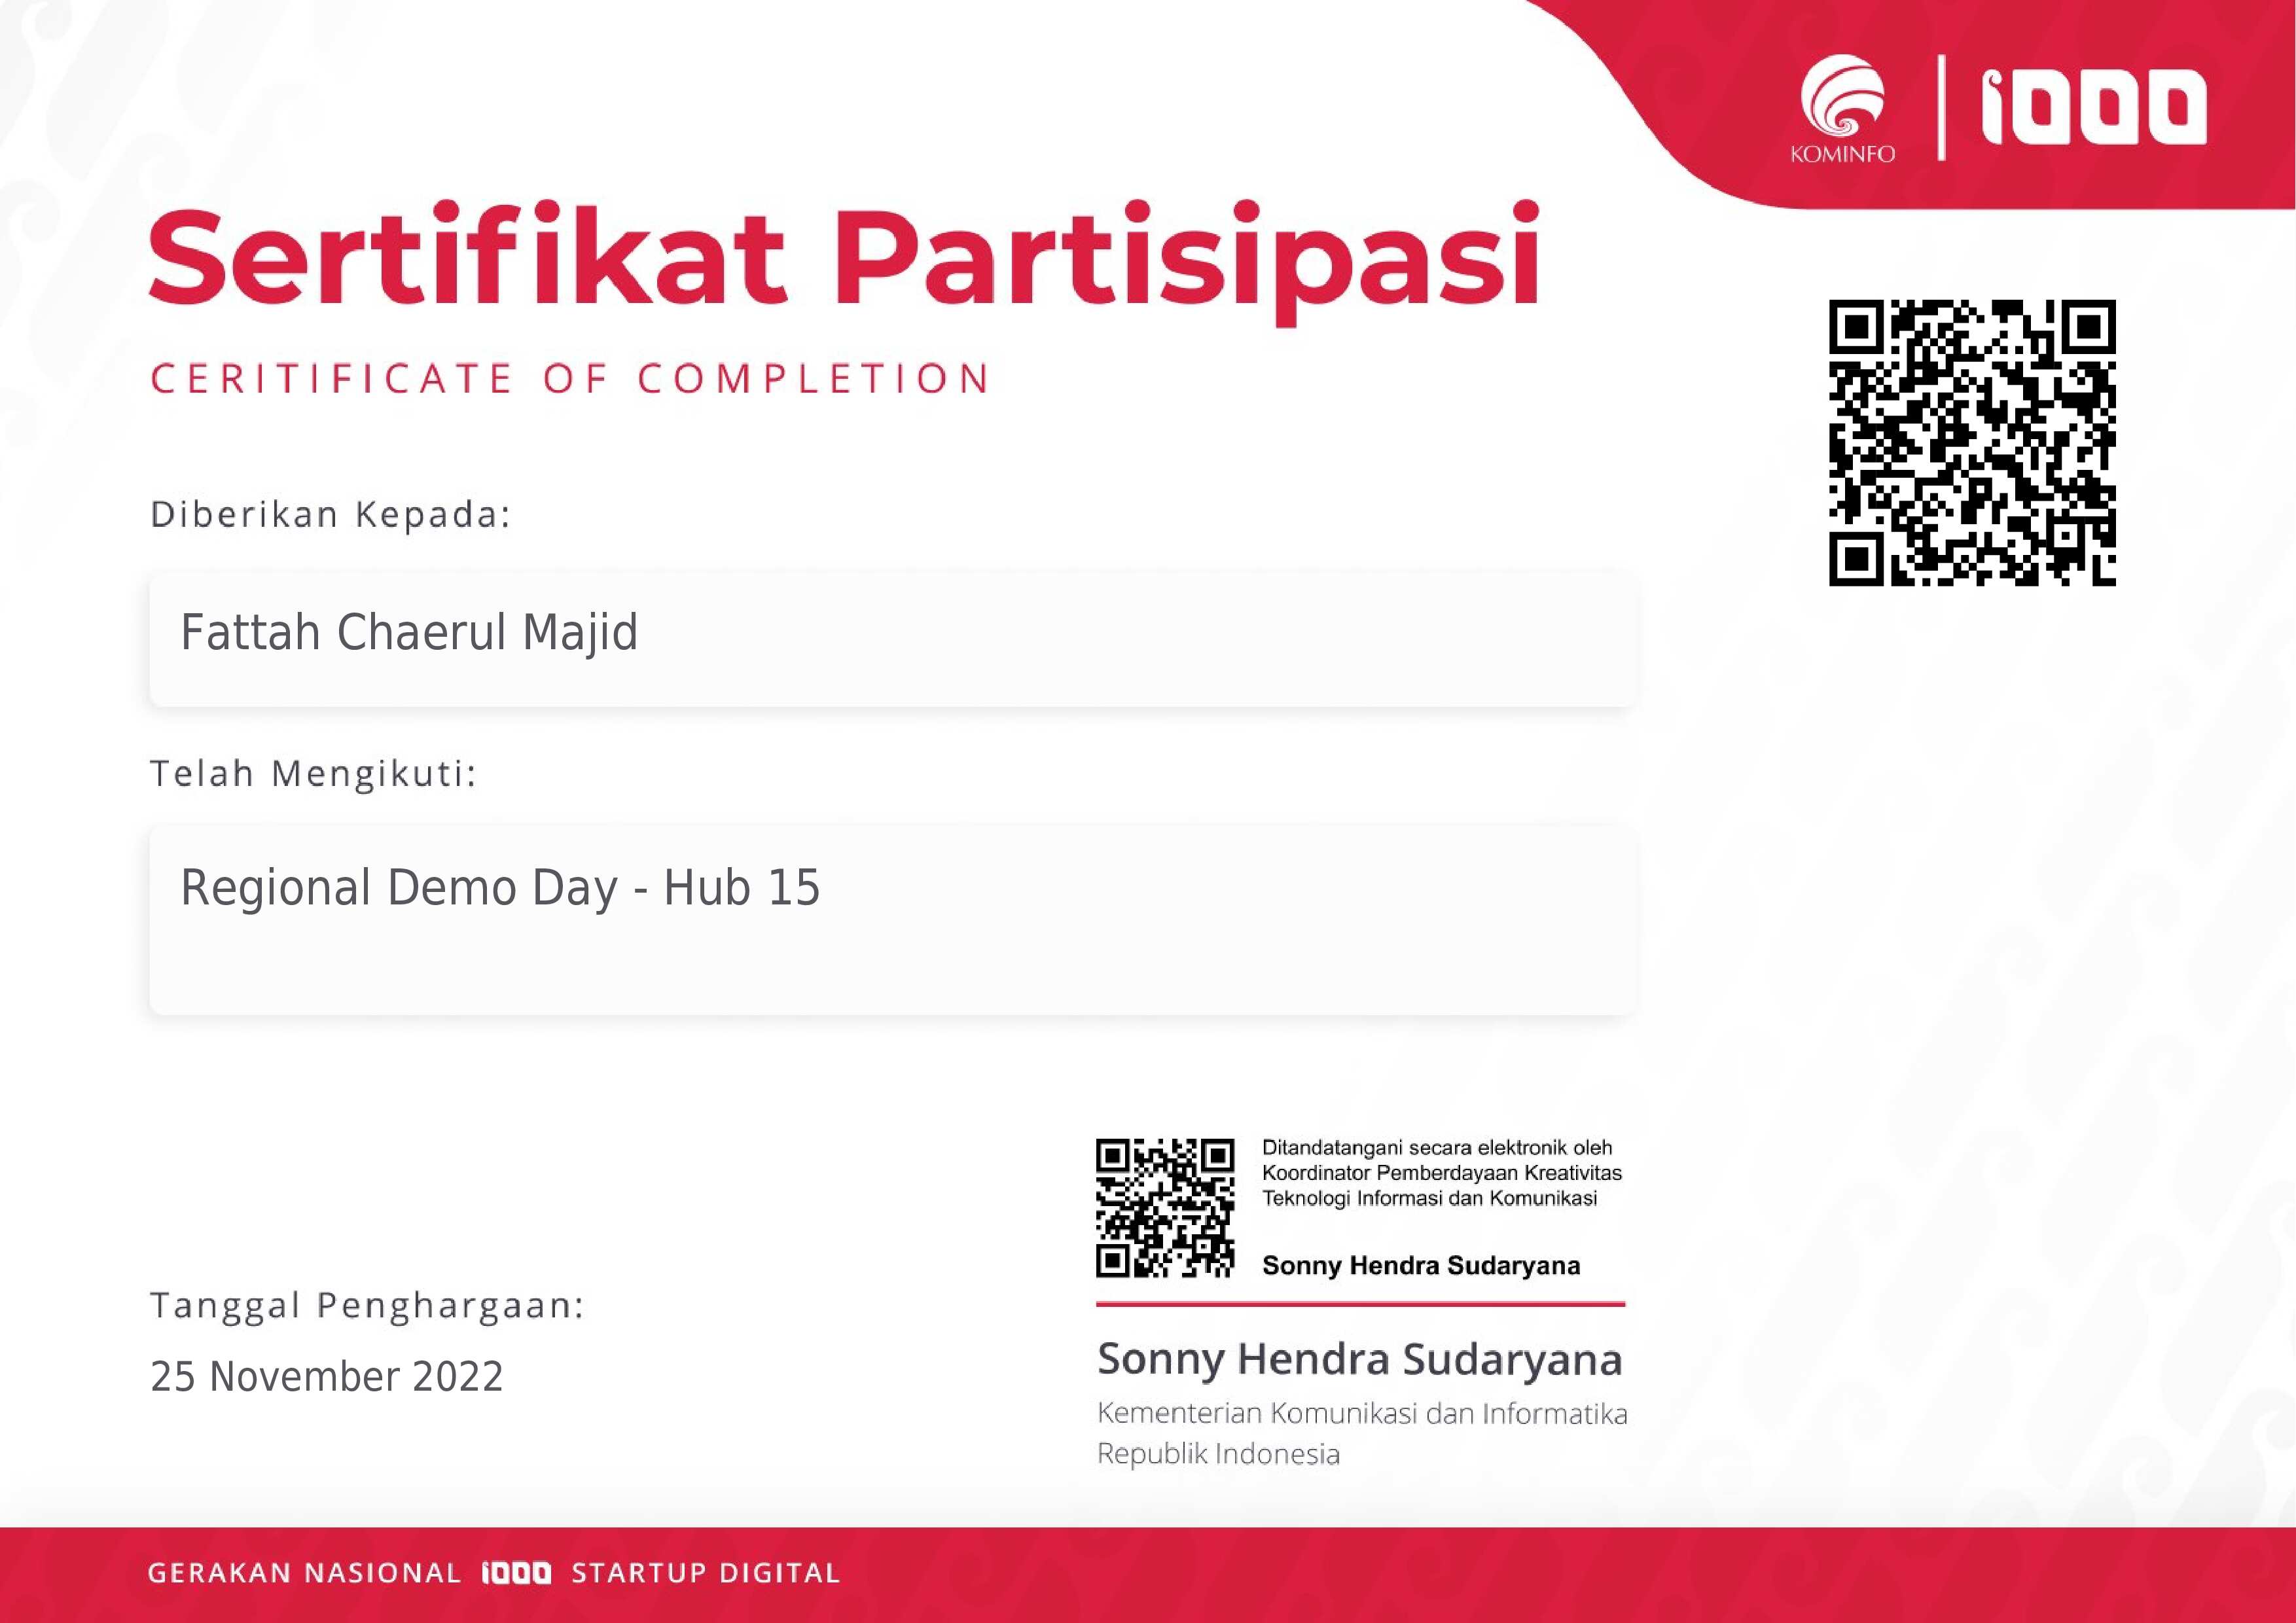 KOMINFO
1000
Sertifikat Partisipasi
CERITIFICATE OF COMPLETION
Diberikan Kepada:
Fattah Chaerul Majid
Telah Mengikuti:
Regional Demo Day - Hub 15
Ditandatangani secara elektronik oleh
Koordinator Pemberdayaan Kreativitas
Teknologi Informasi dan Komunikasi
Sonny Hendra Sudaryana
Tanggal Penghargaan:
25 November 2022
Sonny Hendra Sudaryana
Kementerian Komunikasi dan Informatika
Republik Indonesia
GERAKAN NASIONAL 1000 STARTUP DIGITAL